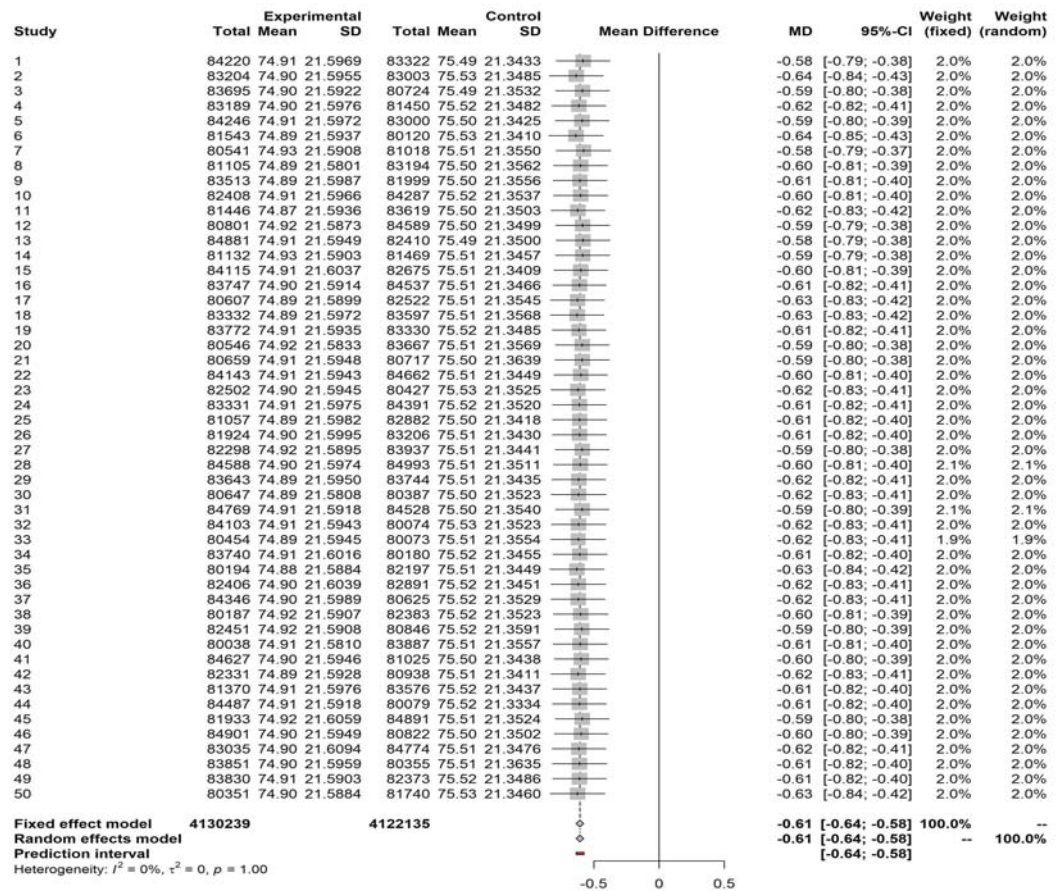 Experimental Control Weight Weight
Study Total Mean SD Total Mean SD Mean Difference MD 95%-CI (fixed) (random)
1 84220 74.91 21.5969 83322 75.49 21.3433 -0.58 [-0.79; -0.38] 2.0% 2.0%
2 83204 74.90 21.5955 83003 75.53 21.3485 -0.64 [-0.84; -0.43] 2.0% 2.0%
3 83695 74.90 21.5922 80724 75.49 21.3532 -0.59 [-0.80; -0.38] 2.0% 2.0%
4 83189 74.90 21.5976 81450 75.52 21.3482 -0.62 [-0.82; -0.41] 2.0% 2.0%
5 84246 74.91 21.5972 83000 75.50 21.3425 -0.59 [-0.80; -0.39] 2.0% 2.0%
6 81543 74.89 21.5937 80120 75.53 21.3410 -0.64 [-0.85; -0.43] 2.0% 2.0%
7 80541 74.93 21.5908 81018 75.51 21.3550 -0.58 [-0.79; -0.37] 2.0% 2.0%
8 81105 74.89 21.5801 83194 75.50 21.3562 -0.60 [-0.81; -0.39] 2.0% 2.0%
9 83513 74.89 21.5987 81999 75.50 21.3556 -0.61 [-0.81; -0.40] 2.0% 2.0%
10 82408 74.91 21.5966 84287 75.52 21.3537 -0.60 [-0.81; -0.40] 2.0% 2.0%
11 81446 74.87 21.5936 83619 75.50 21.3503 -0.62 [-0.83; -0.42] 2.0% 2.0%
12 80801 74.92 21.5873 84589 75.50 21.3499 -0.59 [-0.79; -0.38] 2.0% 2.0%
13 84881 74.91 21.5949 82410 75.49 21.3500 -0.58 [-0.79; -0.38] 2.0% 2.0%
14 81132 74.93 21.5903 81469 75.51 21.3457 -0.59 [-0.79; -0.38] 2.0% 2.0%
15 84115 74.91 21.6037 82675 75.51 21.3409 -0.60 [-0.81; -0.39] 2.0% 2.0%
16 83747 74.90 21.5914 84537 75.51 21.3466 -0.61 [-0.82; -0.41] 2.0% 2.0%
17 80607 74.89 21.5899 82522 75.51 21.3545 -0.63 [-0.83; -0.42] 2.0% 2.0%
18 83332 74.89 21.5972 83597 75.51 21.3568 -0.63 [-0.83; -0.42] 2.0% 2.0%
19 83772 74.91 21.5935 83330 75.52 21.3485 -0.61 [-0.82; -0.41] 2.0% 2.0%
20 80546 74.92 21.5833 83667 75.51 21.3569 -0.59 [-0.80; -0.38] 2.0% 2.0%
21 80659 74.91 21.5948 80717 75.50 21.3639 -0.59 [-0.80; -0.38] 2.0% 2.0%
22 84143 74.91 21.5943 84662 75.51 21.3449 -0.60 [-0.81; -0.40] 2.0% 2.0%
23 82502 74.90 21.5945 80427 75.53 21.3525 -0.62 [-0.83; -0.41] 2.0% 2.0%
24 83331 74.91 21.5975 84391 75.52 21.3520 -0.61 [-0.82; -0.41] 2.0% 2.0%
25 81057 74.89 21.5982 82882 75.50 21.3418 -0.61 [-0.82; -0.40] 2.0% 2.0%
26 81924 74.90 21.5995 83206 75.51 21.3430 -0.61 [-0.82; -0.40] 2.0% 2.0%
27 82298 74.92 21.5895 83937 75.51 21.3441 -0.59 [-0.80; -0.38] 2.0% 2.0%
28 84588 74.90 21.5974 84993 75.51 21.3511 -0.60 [-0.81; -0.40] 2.1% 2.1%
29 83643 74.89 21.5950 83744 75.51 21.3435 -0.62 [-0.82; -0.41] 2.0% 2.0%
30 80647 74.89 21.5808 80387 75.50 21.3523 -0.62 [-0.83; -0.41] 2.0% 2.0%
31 84769 74.91 21.5918 84528 75.50 21.3540 -0.59 [-0.80; -0.39] 2.1% 2.1%
32 84103 74.91 21.5943 80074 75.53 21.3523 -0.62 [-0.83; -0.41] 2.0% 2.0%
33 80454 74.89 21.5945 80073 75.51 21.3554 -0.62 [-0.83; -0.41] 1.9% 1.9%
34 83740 74.91 21.6016 80180 75.52 21.3455 -0.61 [-0.82; -0.40] 2.0% 2.0%
35 80194 74.88 21.5884 82197 75.51 21.3449 -0.63 [-0.84; -0.42] 2.0% 2.0%
36 82406 74.90 21.6039 82891 75.52 21.3451 -0.62 [-0.83; -0.41] 2.0% 2.0%
37 84346 74.90 21.5989 80625 75.52 21.3529 -0.62 [-0.83; -0.41] 2.0% 2.0%
38 80187 74.92 21.5907 82383 75.52 21.3523 -0.60 [-0.81; -0.39] 2.0% 2.0%
39 82451 74.92 21.5908 80846 75.52 21.3591 -0.59 [-0.80; -0.39] 2.0% 2.0%
40 80038 74.90 21.5810 83887 75.51 21.3557 -0.61 [-0.81; -0.40] 2.0% 2.0%
41 84627 74.90 21.5946 81025 75.50 21.3438 -0.60 [-0.80; -0.39] 2.0% 2.0%
42 82331 74.89 21.5928 80938 75.51 21.3411 -0.62 [-0.83; -0.41] 2.0% 2.0%
43 81370 74.91 21.5976 83576 75.52 21.3437 -0.61 [-0.82; -0.40] 2.0% 2.0%
44 84487 74.91 21.5918 80079 75.52 21.3334 -0.61 [-0.82; -0.40] 2.0% 2.0%
45 81933 74.92 21.6059 84891 75.51 21.3524 -0.59 [-0.80; -0.38] 2.0% 2.0%
46 84901 74.90 21.5949 80822 75.50 21.3502 -0.60 [-0.80; -0.40] 2.0% 2.0%
47 83035 74.90 21.6094 84774 75.51 21.3476 -0.62 [-0.82; -0.41] 2.0% 2.0%
48 83851 74.90 21.5959 80355 75.51 21.3635 -0.61 [-0.82; -0.40] 2.0% 2.0%
49 83830 74.91 21.5903 82373 75.52 21.3486 -0.61 [-0.82; -0.40] 2.0% 2.0%
50 80351 74.90 21.5884 81740 75.53 21.3460 -0.63 [-0.84; -0.42] 2.0% 2.0%
Fixed effect model 4130239 4122135 -0.61 [-0.64; -0.58] 100.0% --
Random effects model -0.61 [-0.64; -0.58] -- 100.0%
Prediction interval [-0.64; -0.58]
Heterogeneity: I² = 0%, τ² = 0, p = 1.00
-0.5 0 0.5